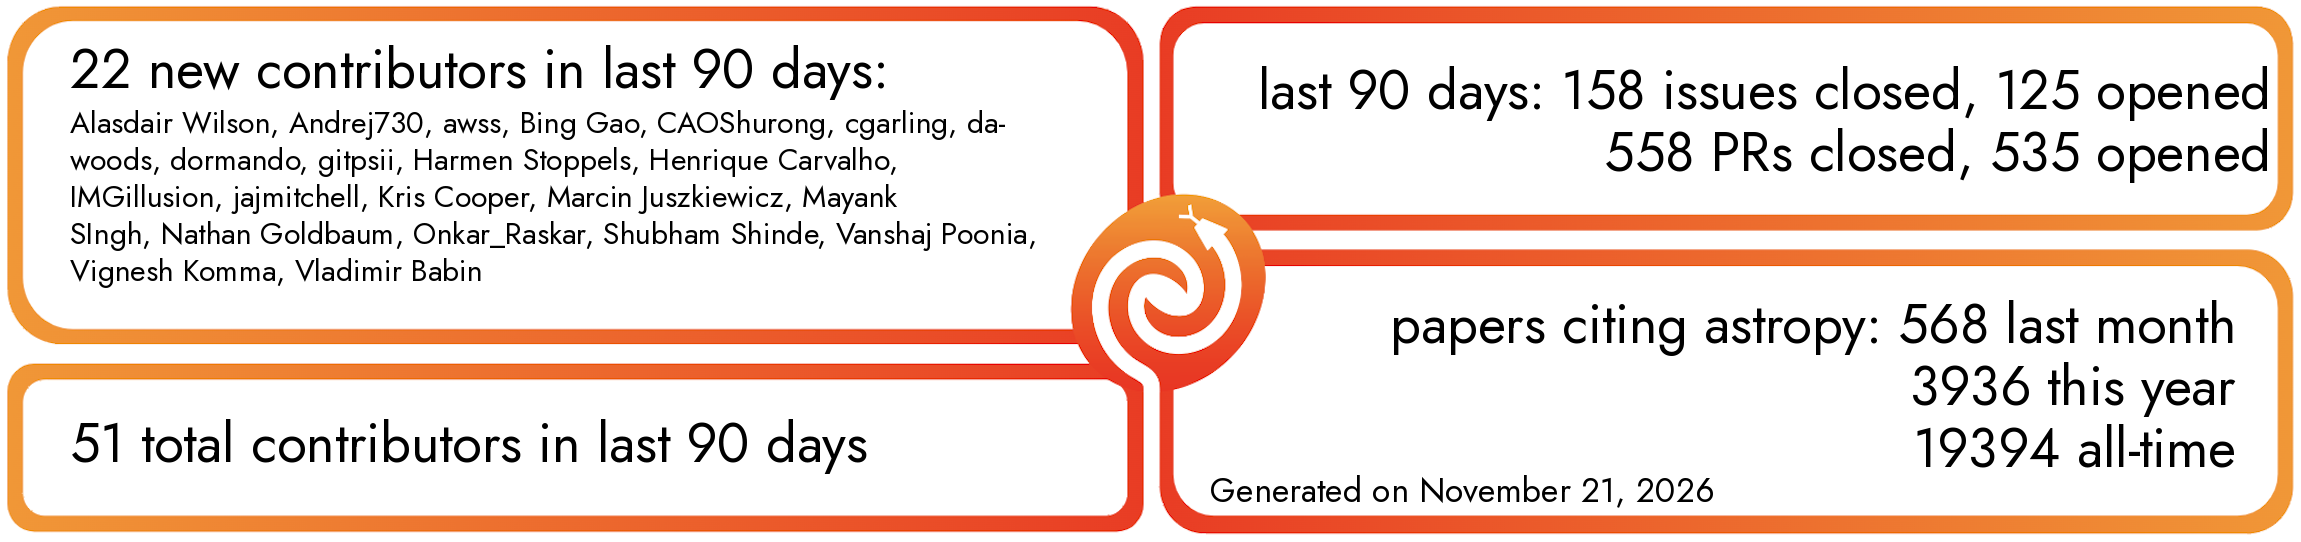 22 new contributors in last 90 days:
Alasdair Wilson, Andrej730, awss, Bing Gao, CAOShurong, cgarling, da-
woods, dormando, gitpsii, Harmen Stoppels, Henrique Carvalho,
IMGillusion, jajmitchell, Kris Cooper, Marcin Juszkiewicz, Mayank
SIngh, Nathan Goldbaum, Onkar_Raskar, Shubham Shinde, Vanshaj Poonia,
Vignesh Komma, Vladimir Babin
51 total contributors in last 90 days
last 90 days: 158 issues closed, 125 opened
558 PRs closed, 535 opened
papers citing astropy: 568 last month
3936 this year
19394 all-time
Generated on November 21, 2026